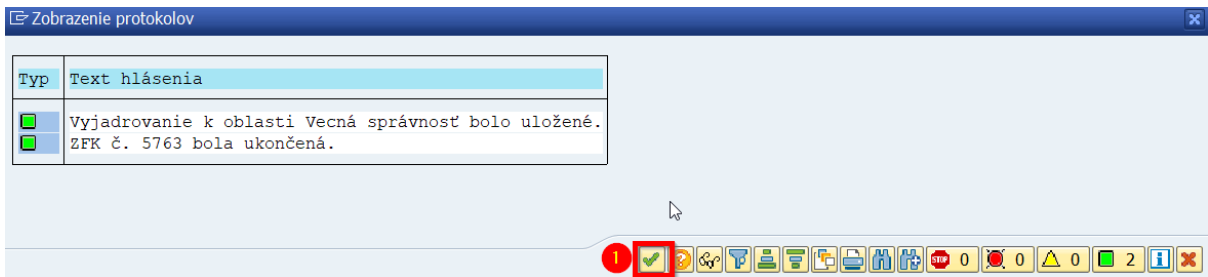 Zobrazenie protokolov
Typ Text hlásenia
Vyjadrovanie k oblasti Vecná správnosť bolo uložené.
ZFK č. 5763 bola ukončená.
1 STOP 0 0 0 2